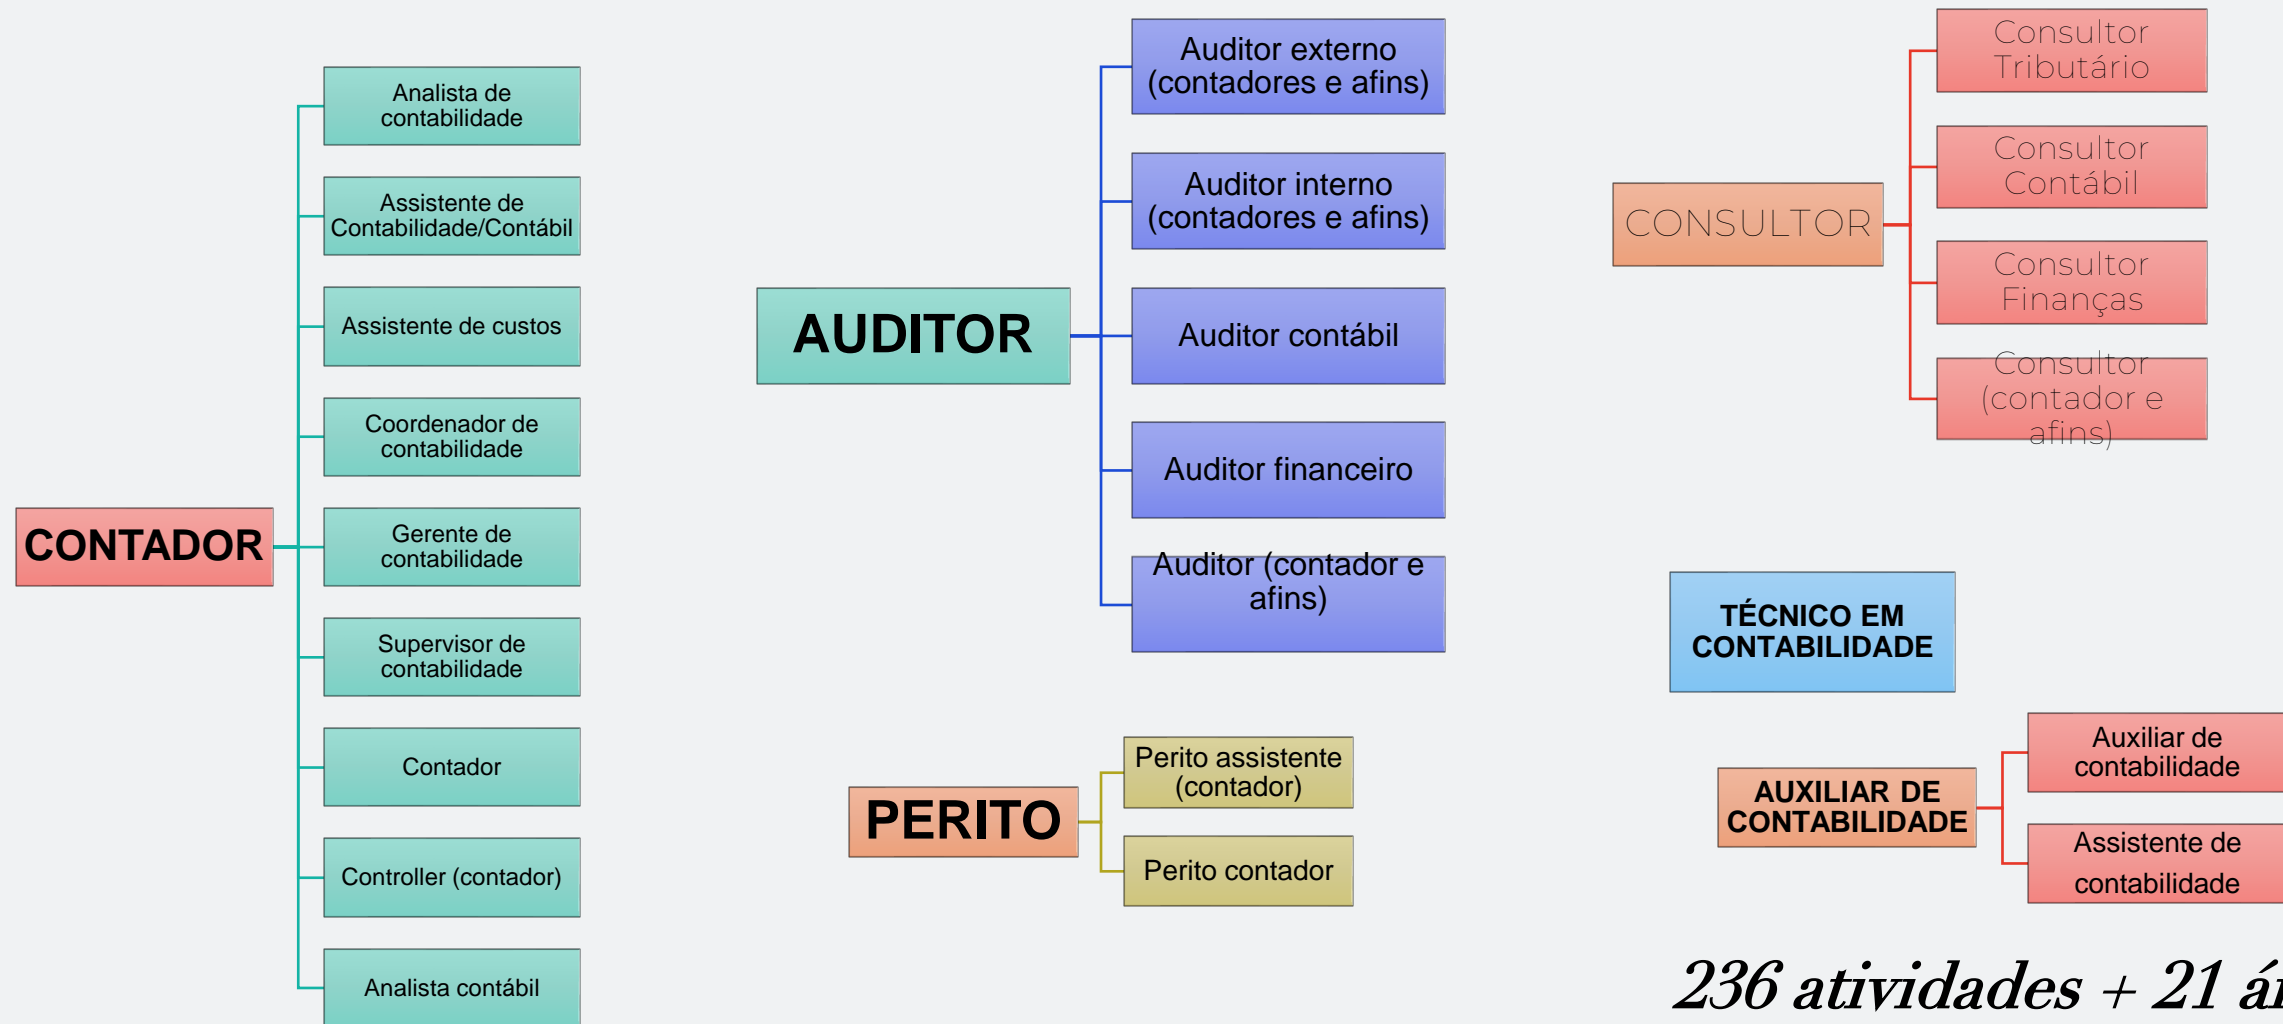 CONTADOR
Analista de
contabilidade
Assistente de
Contabilidade/Contábil
Assistente de custos
Coordenador de
contabilidade
Gerente de
contabilidade
Supervisor de
contabilidade
Contador
Controller (contador)
Analista contábil
AUDITOR
Auditor externo
(contadores e afins)
Auditor interno
(contadores e afins)
Auditor contábil
Auditor financeiro
Auditor (contador e
afins)
PERITO
Perito assistente
(contador)
Perito contador
CONSULTOR
Consultor
Tributário
Consultor
Contábil
Consultor
Finanças
Consultor
(contador e
afins)
TÉCNICO EM
CONTABILIDADE
AUXILIAR DE
CONTABILIDADE
Auxiliar de
contabilidade
Assistente de
contabilidade
236 atividades + 21